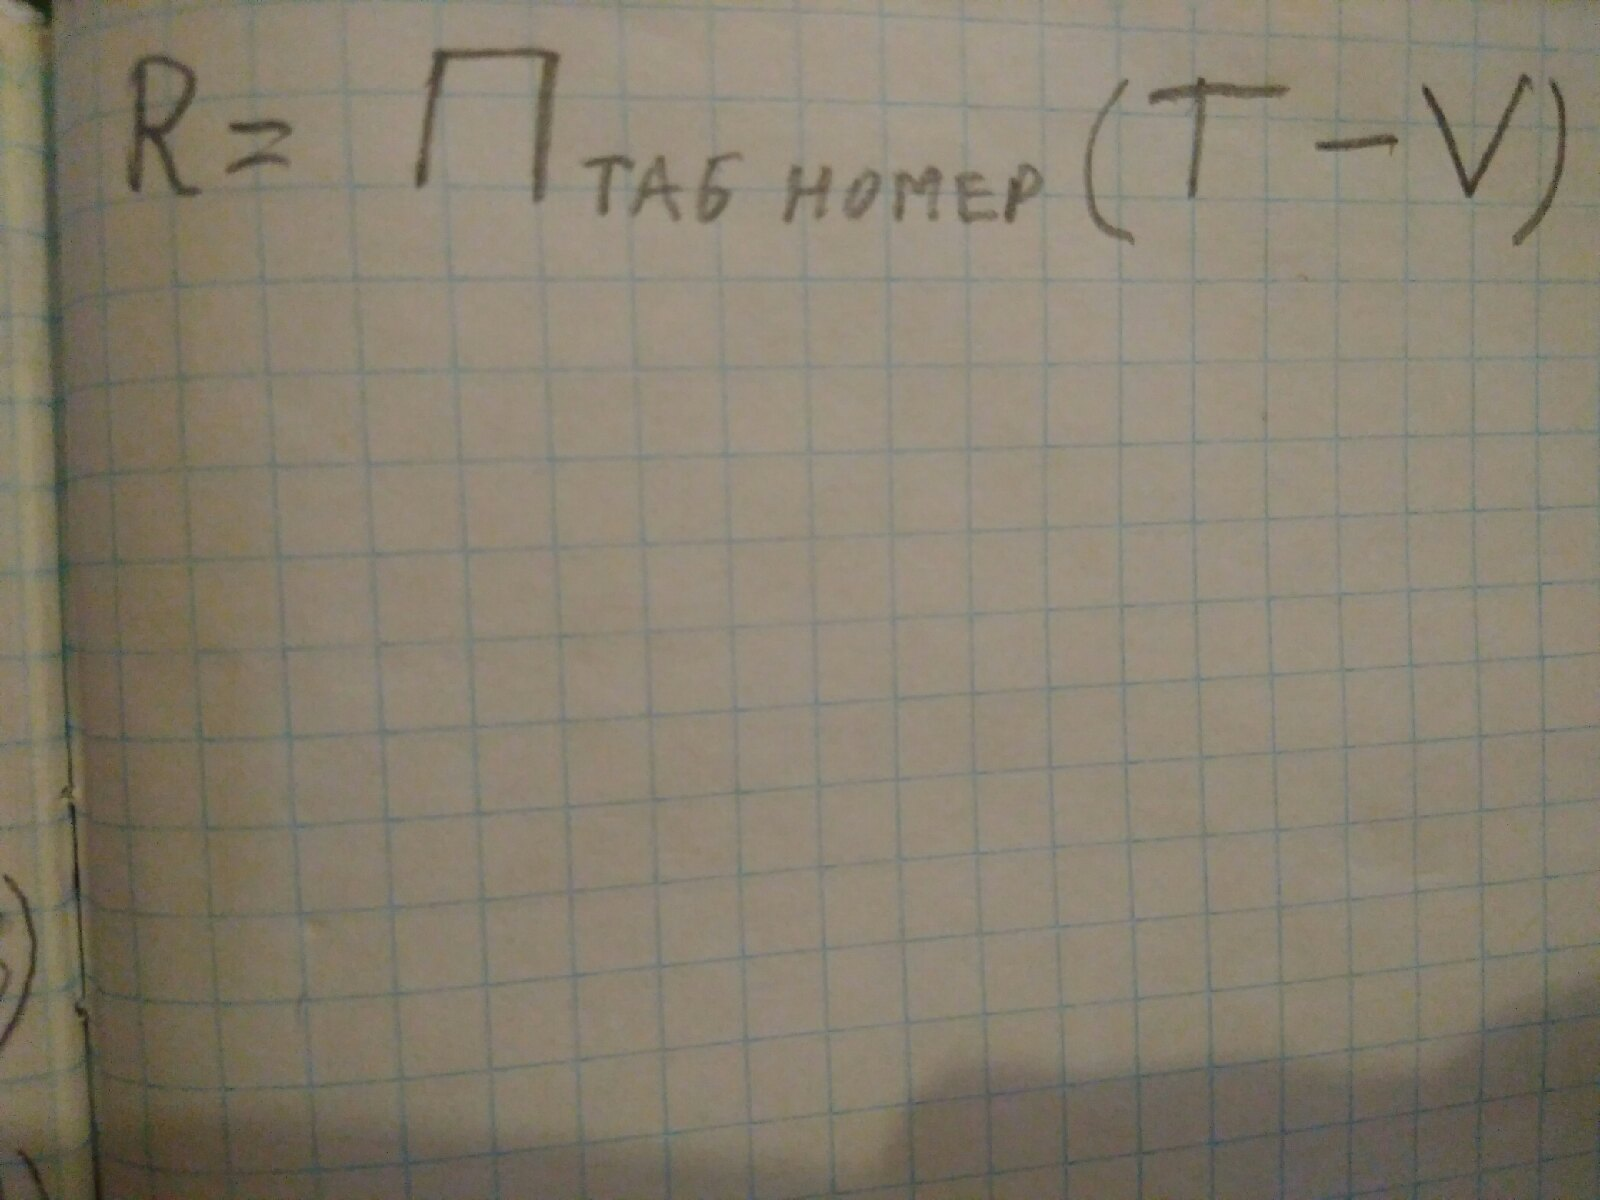 R = П ТАБ НОМЕР (T - V)